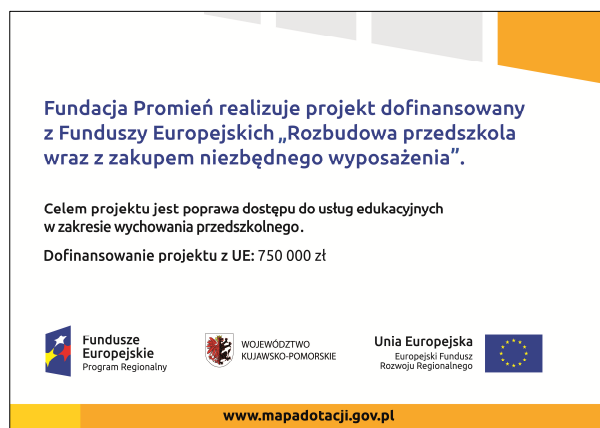 Fundacja Promień realizuje projekt dofinansowany
z Funduszy Europejskich „Rozbudowa przedszkola
wraz z zakupem niezbędnego wyposażenia”.
Celem projektu jest poprawa dostępu do usług edukacyjnych
w zakresie wychowania przedszkolnego.
Dofinansowanie projektu z UE: 750 000 zł
Fundusze
Europejskie
Program Regionalny
WOJEWÓDZTWO
KUJAWSKO-POMORSKIE
Unia Europejska
Europejski Fundusz
Rozwoju Regionalnego
www.mapadotacji.gov.pl